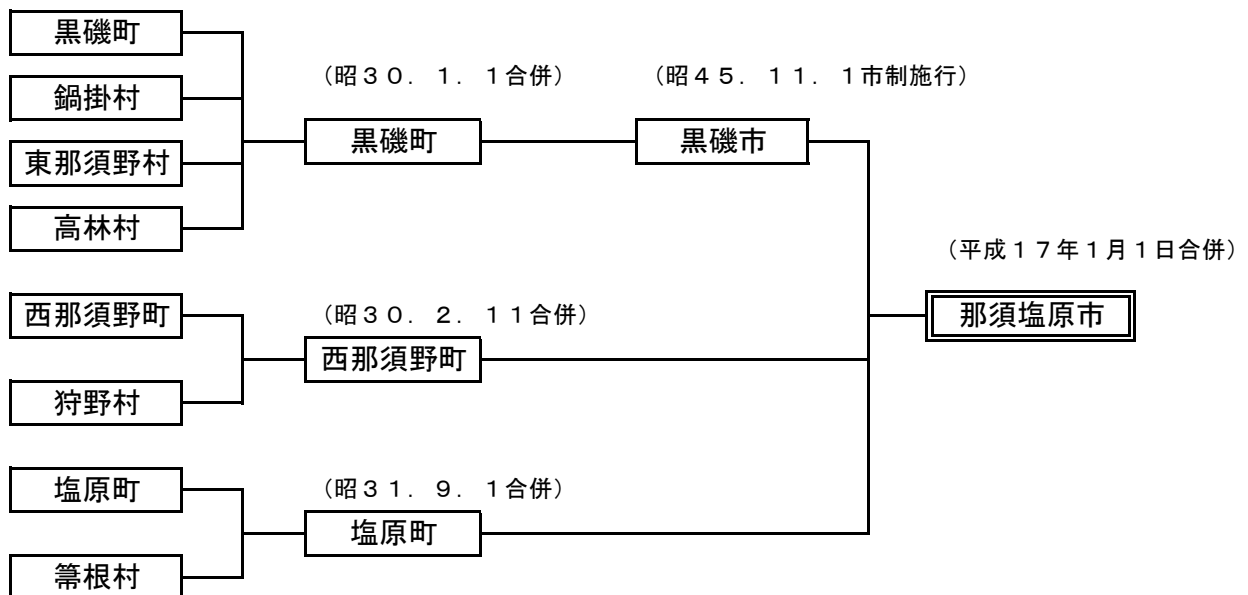 黒磯町
鍋掛村
東那須野村
高林村
（昭３０．１．１合併）
黒磯町
（昭４５．１１．１市制施行）
黒磯市
西那須野町
狩野村
（昭３０．２．１１合併）
西那須野町
塩原町
箒根村
（昭３１．９．１合併）
塩原町
（平成１７年１月１日合併）
那須塩原市